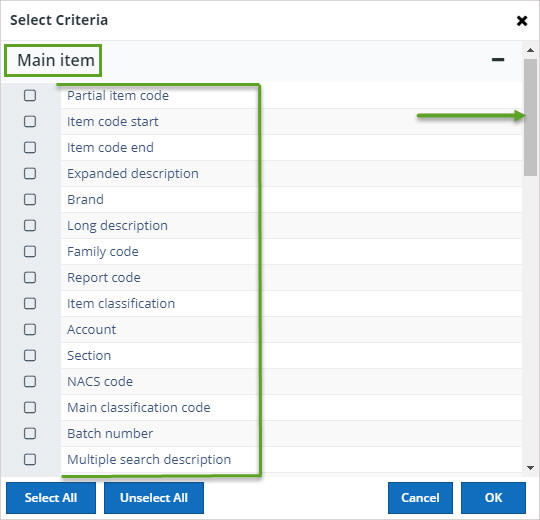 Select Criteria
Main item
Partial item code
Item code start
Item code end
Expanded description
Brand
Long description
Family code
Report code
Item classification
Account
Section
NACS code
Main classification code
Batch number
Multiple search description
Select All
Unselect All
Cancel
OK